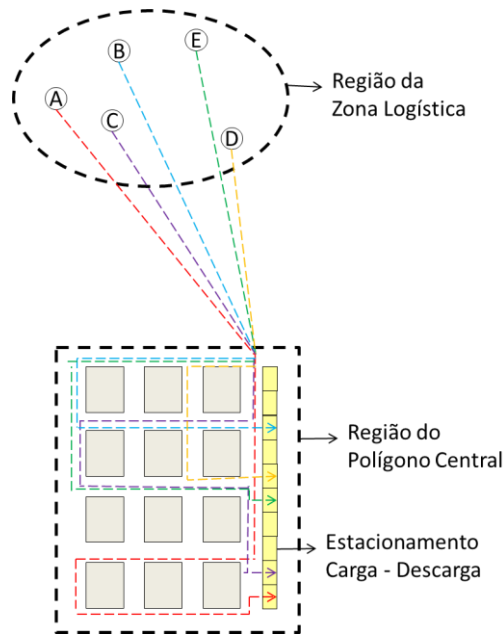 E
B
A
C
D
Região da
Zona Logística
Região do
Polígono Central
Estacionamento
Carga - Descarga